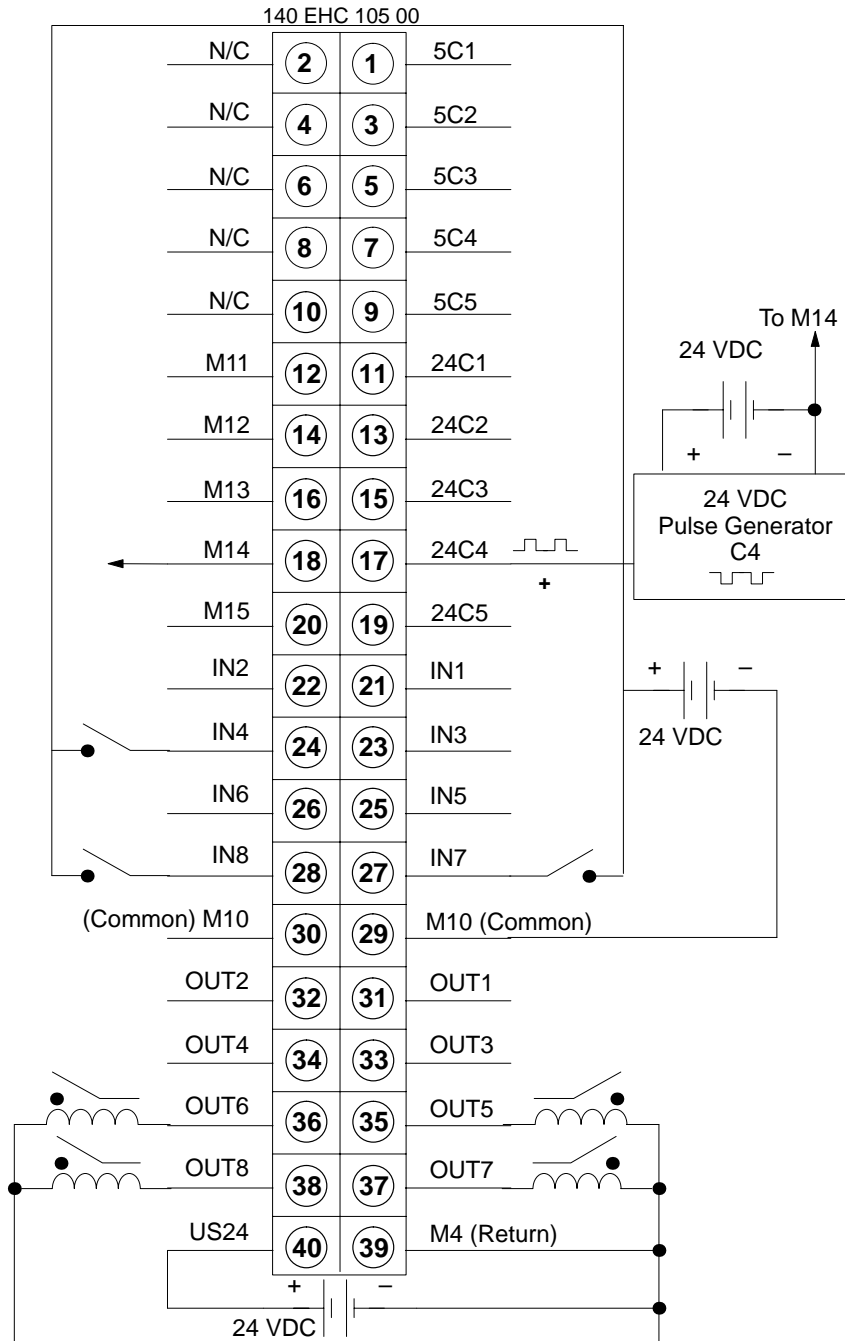 140 EHC 105 00
N/C 2 1 5C1
N/C 4 3 5C2
N/C 6 5 5C3
N/C 8 7 5C4
N/C 10 9 5C5
To M14
24 VDC
M11 12 11 24C1
M12 14 13 24C2
+ –
M13 16 15 24C3
24 VDC
Pulse Generator
C4
M14 18 17 24C4
+
M15 20 19 24C5
IN2 22 21 IN1
+ –
24 VDC
IN4 24 23 IN3
IN6 26 25 IN5
IN8 28 27 IN7
(Common) M10 30 29 M10 (Common)
OUT2 32 31 OUT1
OUT4 34 33 OUT3
OUT6 36 35 OUT5
OUT8 38 37 OUT7
US24 40 39 M4 (Return)
+ –
24 VDC